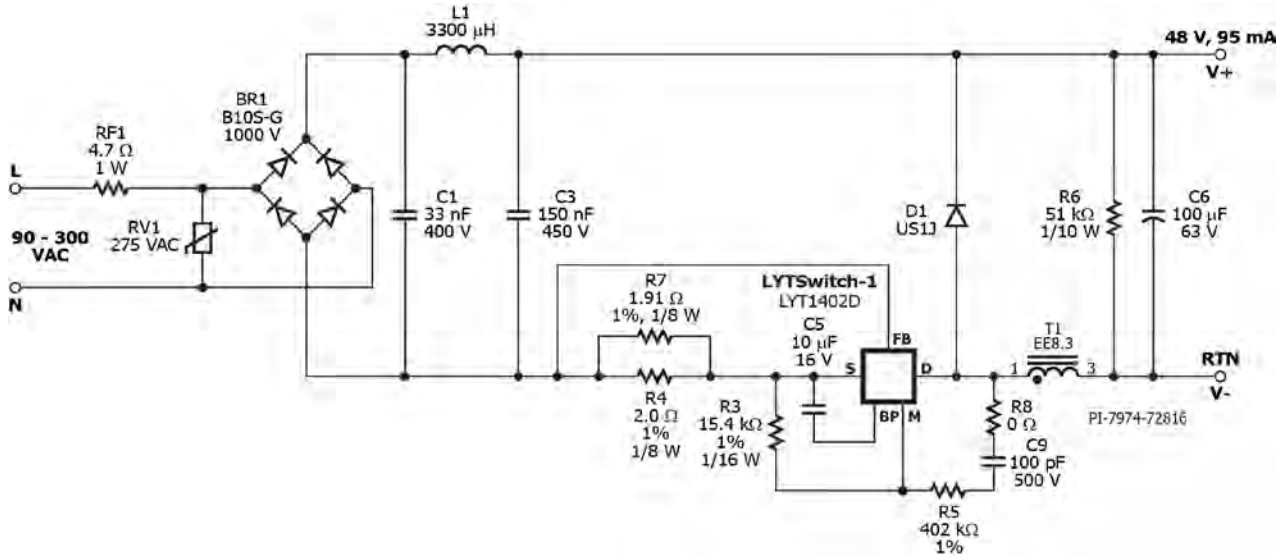 L1
3300 µH
48 V, 95 mA
V+
BR1
B10S-G
1000 V
RF1
4.7 Ω
1 W
L
RV1
275 VAC
90 - 300
VAC
N
C1
33 nF
400 V
C3
150 nF
450 V
D1
US1J
R6
51 kΩ
1/10 W
C6
100 µF
63 V
R7
1.91 Ω
1%, 1/8 W
LYTSwitch-1
LYT1402D
C5
10 µF
16 V
FB
S
D
BP
M
T1
EE8.3
1
3
RTN
V-
R4
2.0 Ω
1%
1/8 W
R3
15.4 kΩ
1%
1/16 W
R8
0 Ω
C9
100 pF
500 V
PI-7974-72816
R5
402 kΩ
1%